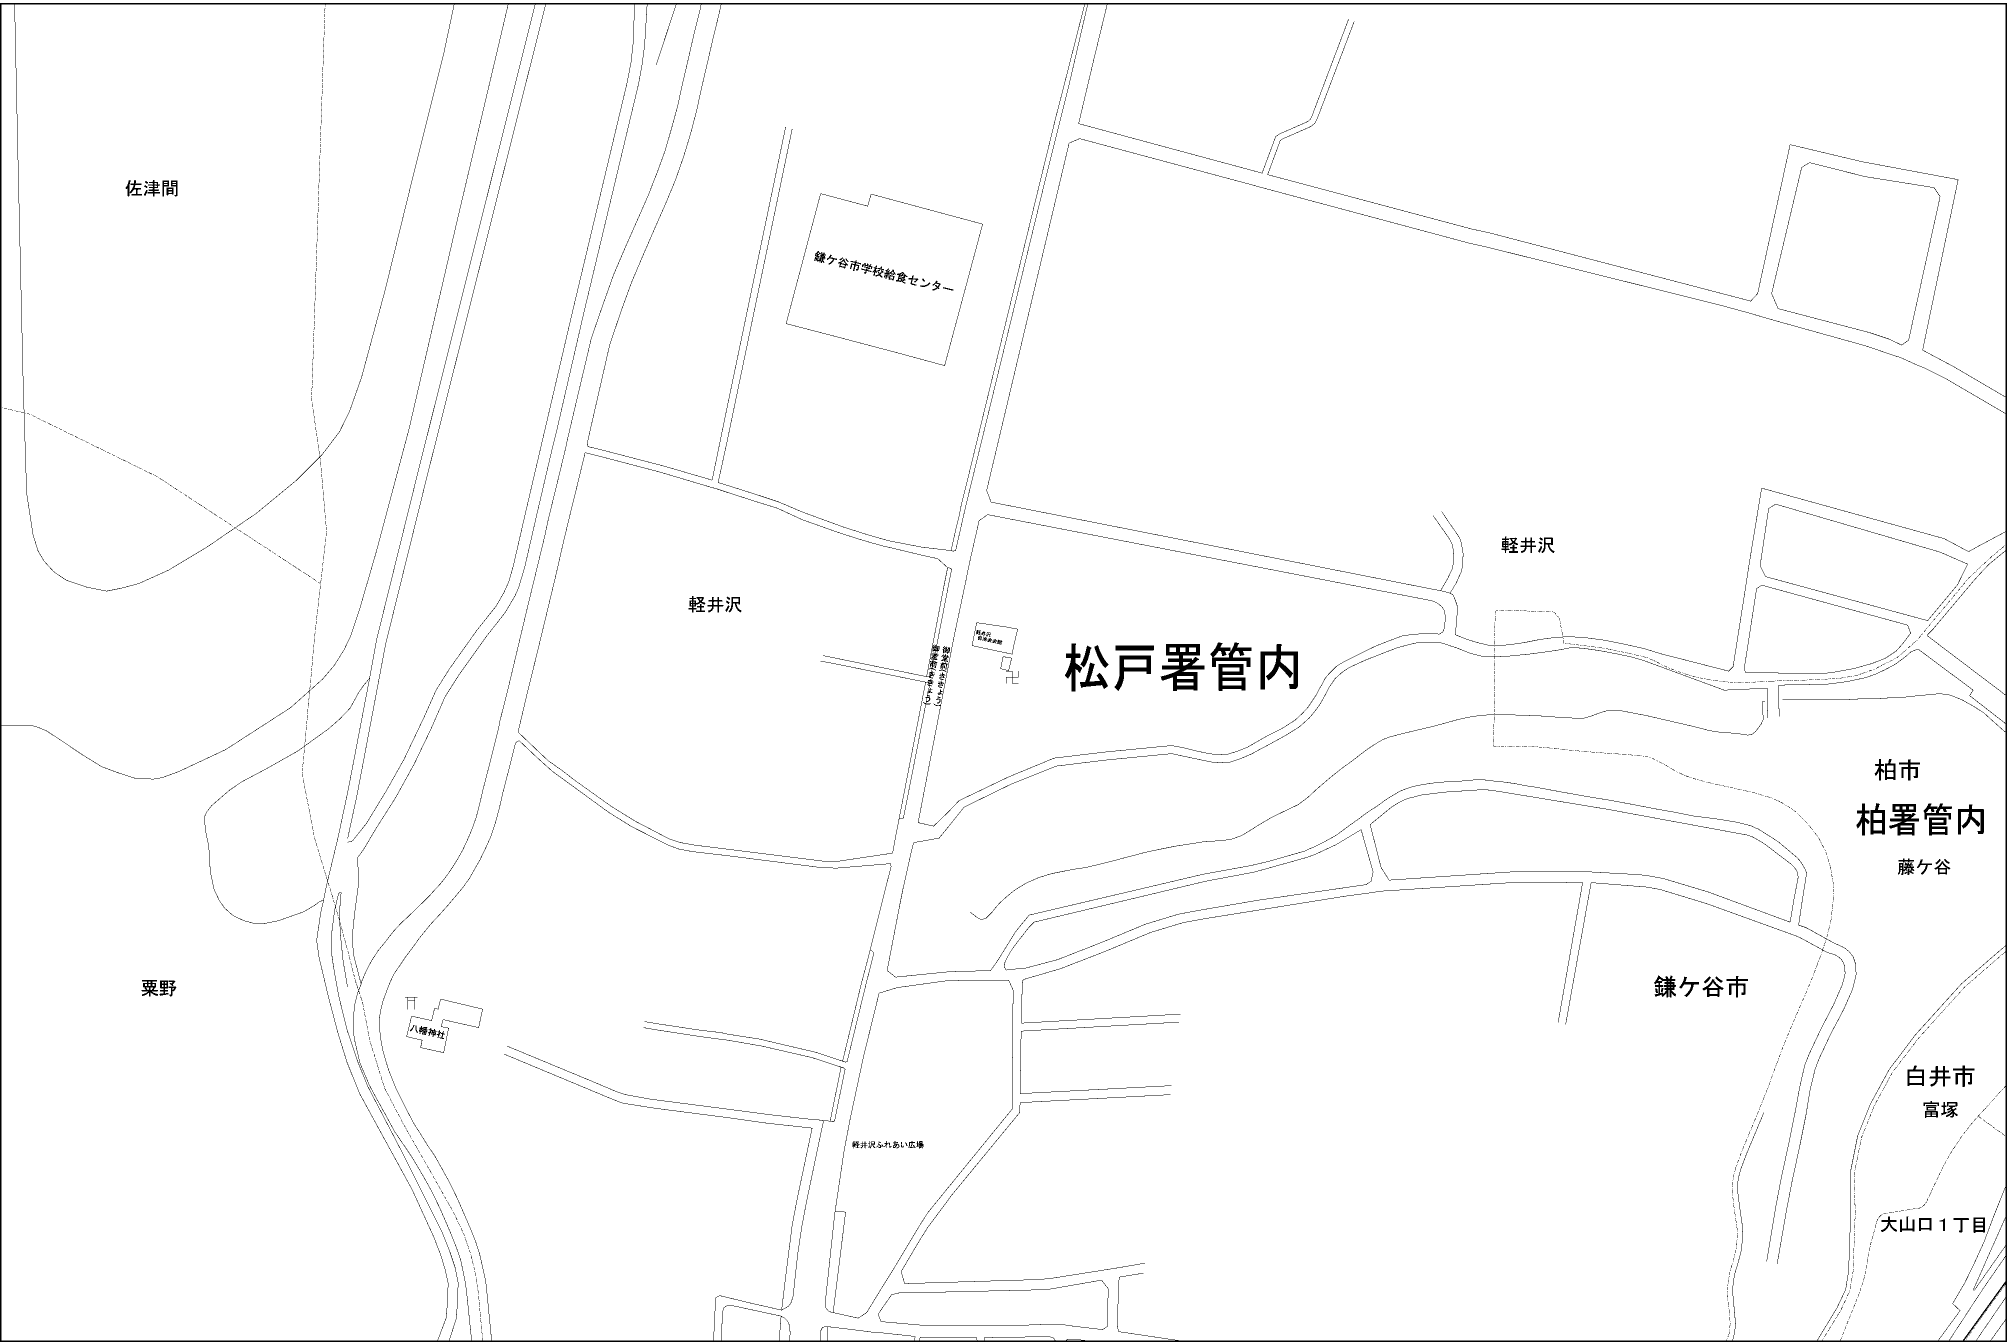 佐津間
鎌ケ谷市学校給食センター
軽井沢
軽井沢
軽井沢
松戸署管内
柏市
柏署管内
藤ケ谷
粟野
鎌ケ谷市
八幡神社
白井市
富塚
軽井沢ふれあい広場
大山口1丁目